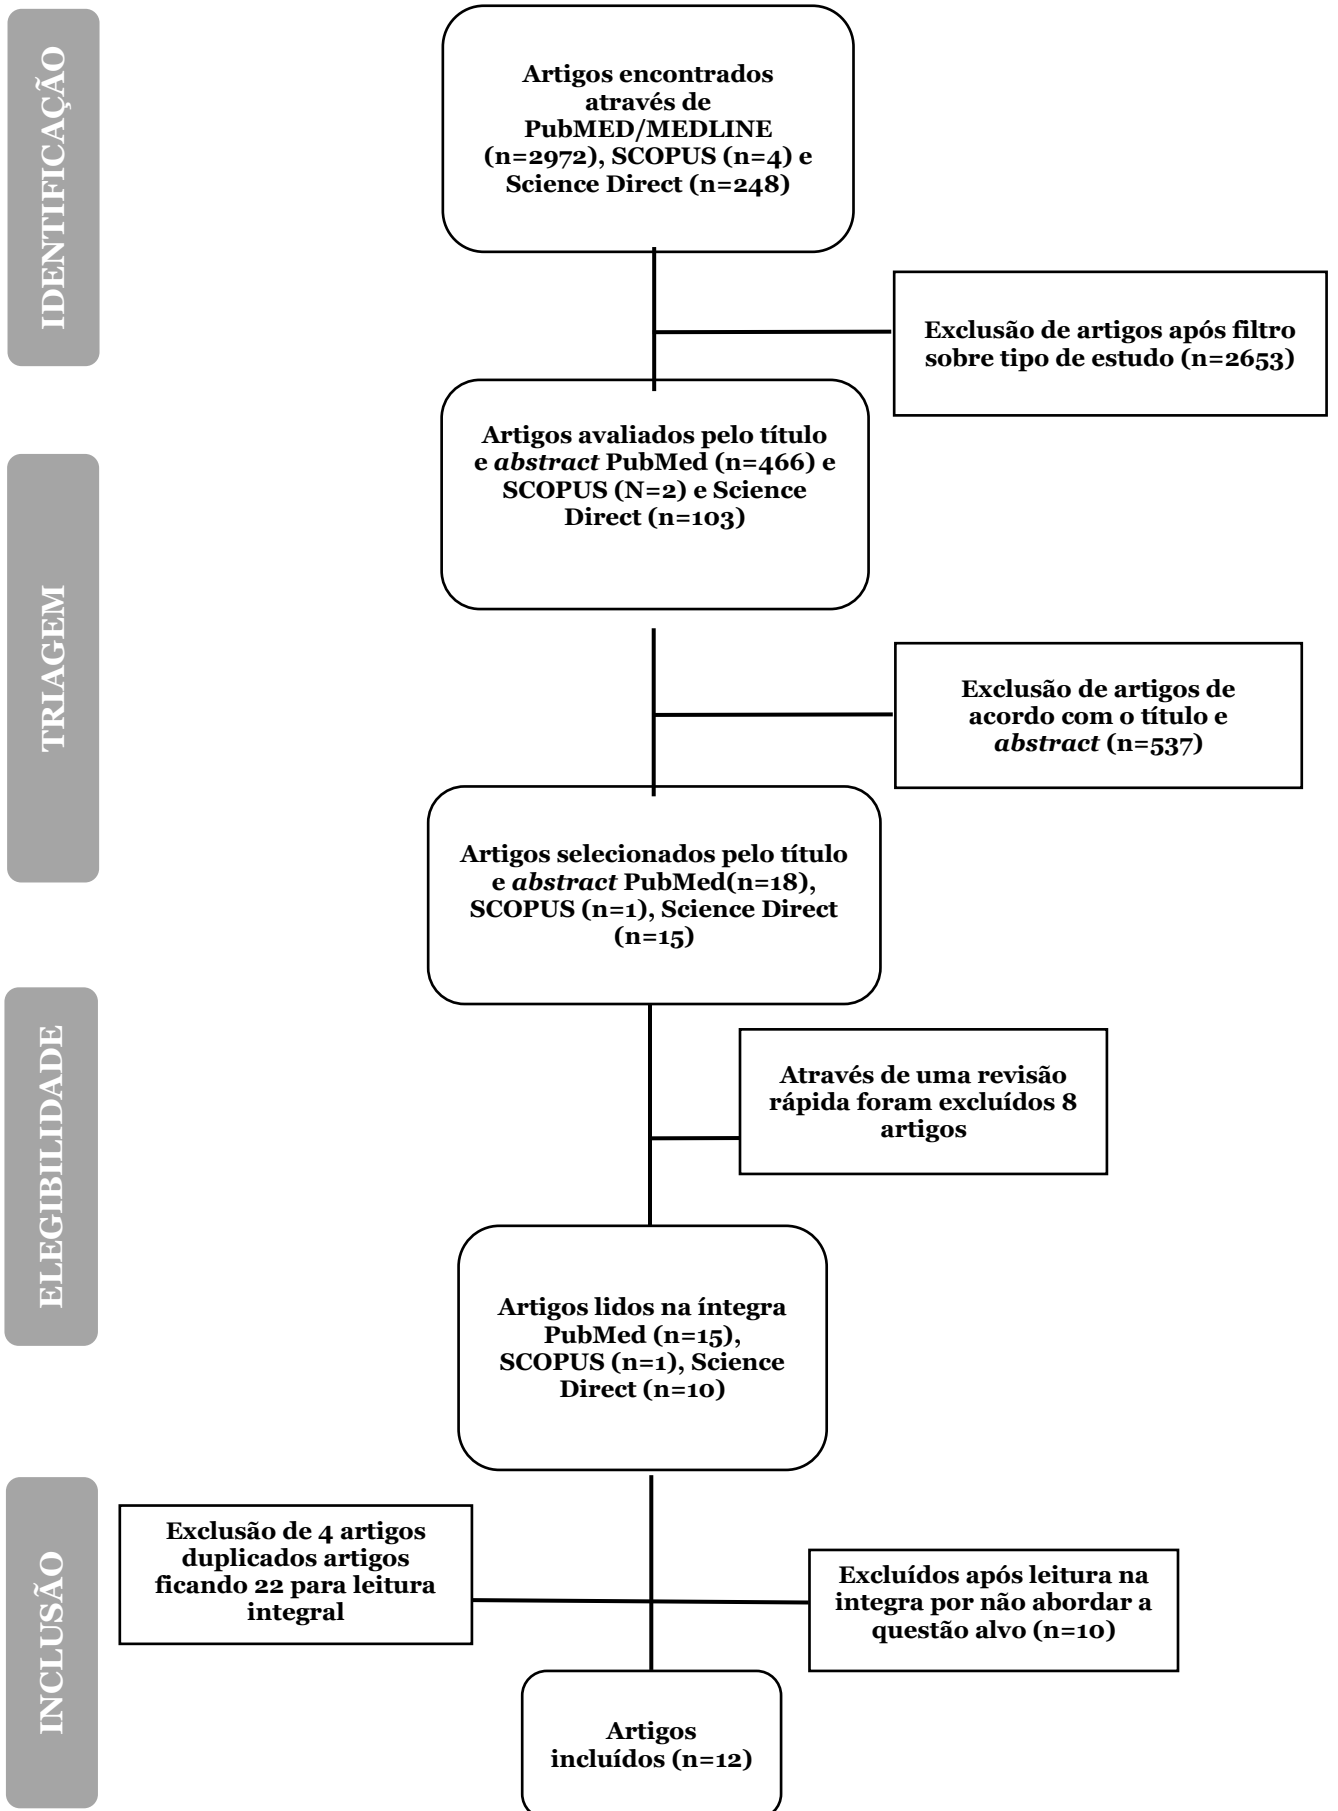 IDENTIFICAÇÃO
Artigos encontrados
através de
PubMED/MEDLINE
(n=2972), SCOPUS (n=4) e
Science Direct (n=248)
Exclusão de artigos após filtro
sobre tipo de estudo (n=2653)
Artigos avaliados pelo título
e abstract PubMed (n=466) e
SCOPUS (N=2) e Science
Direct (n=103)
TRIAGEM
Exclusão de artigos de
acordo com o título e
abstract (n=537)
Artigos selecionados pelo título
e abstract PubMed(n=18),
SCOPUS (n=1), Science Direct
(n=15)
ELEGIBILIDADE
Através de uma revisão
rápida foram excluídos 8
artigos
Artigos lidos na íntegra
PubMed (n=15),
SCOPUS (n=1), Science
Direct (n=10)
INCLUSÃO
Exclusão de 4 artigos
duplicados artigos
ficando 22 para leitura
integral
Excluídos após leitura na
integra por não abordar a
questão alvo (n=10)
Artigos
incluídos (n=12)